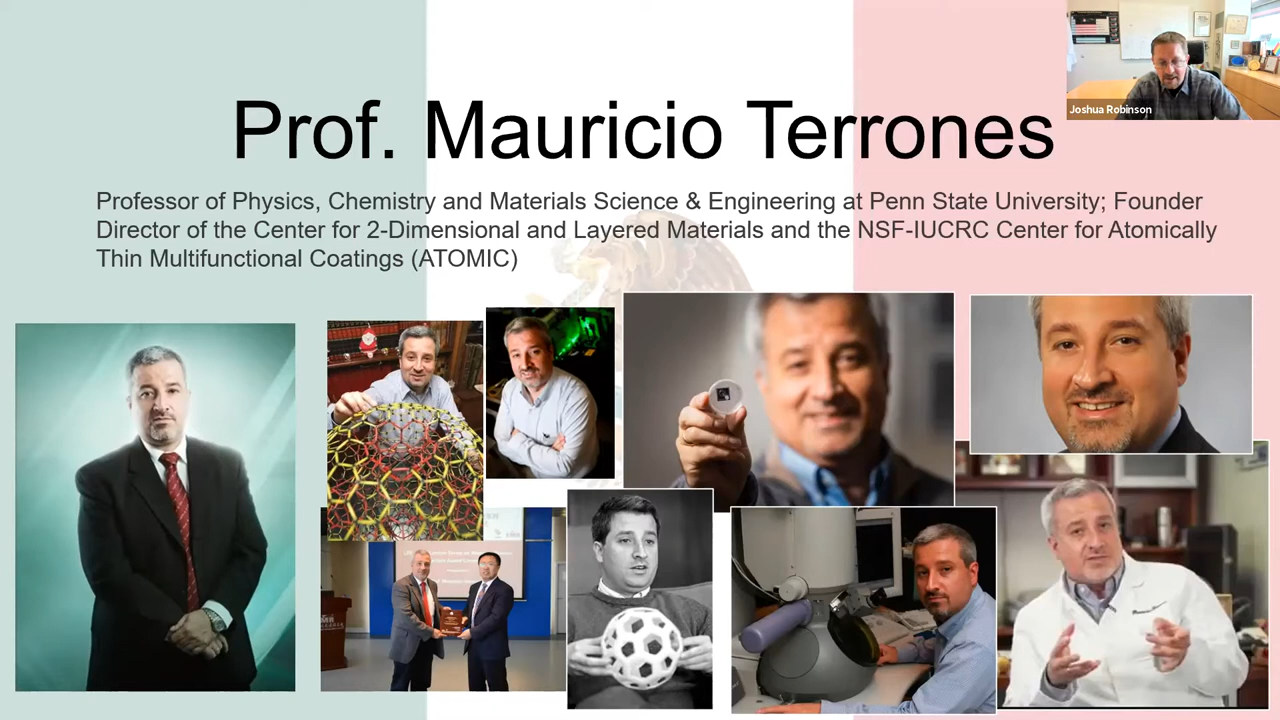 Prof. Mauricio Terrones
Joshua Robinson
Professor of Physics, Chemistry and Materials Science & Engineering at Penn State University; Founder
Director of the Center for 2-Dimensional and Layered Materials and the NSF-IUCRC Center for Atomically
Thin Multifunctional Coatings (ATOMIC)